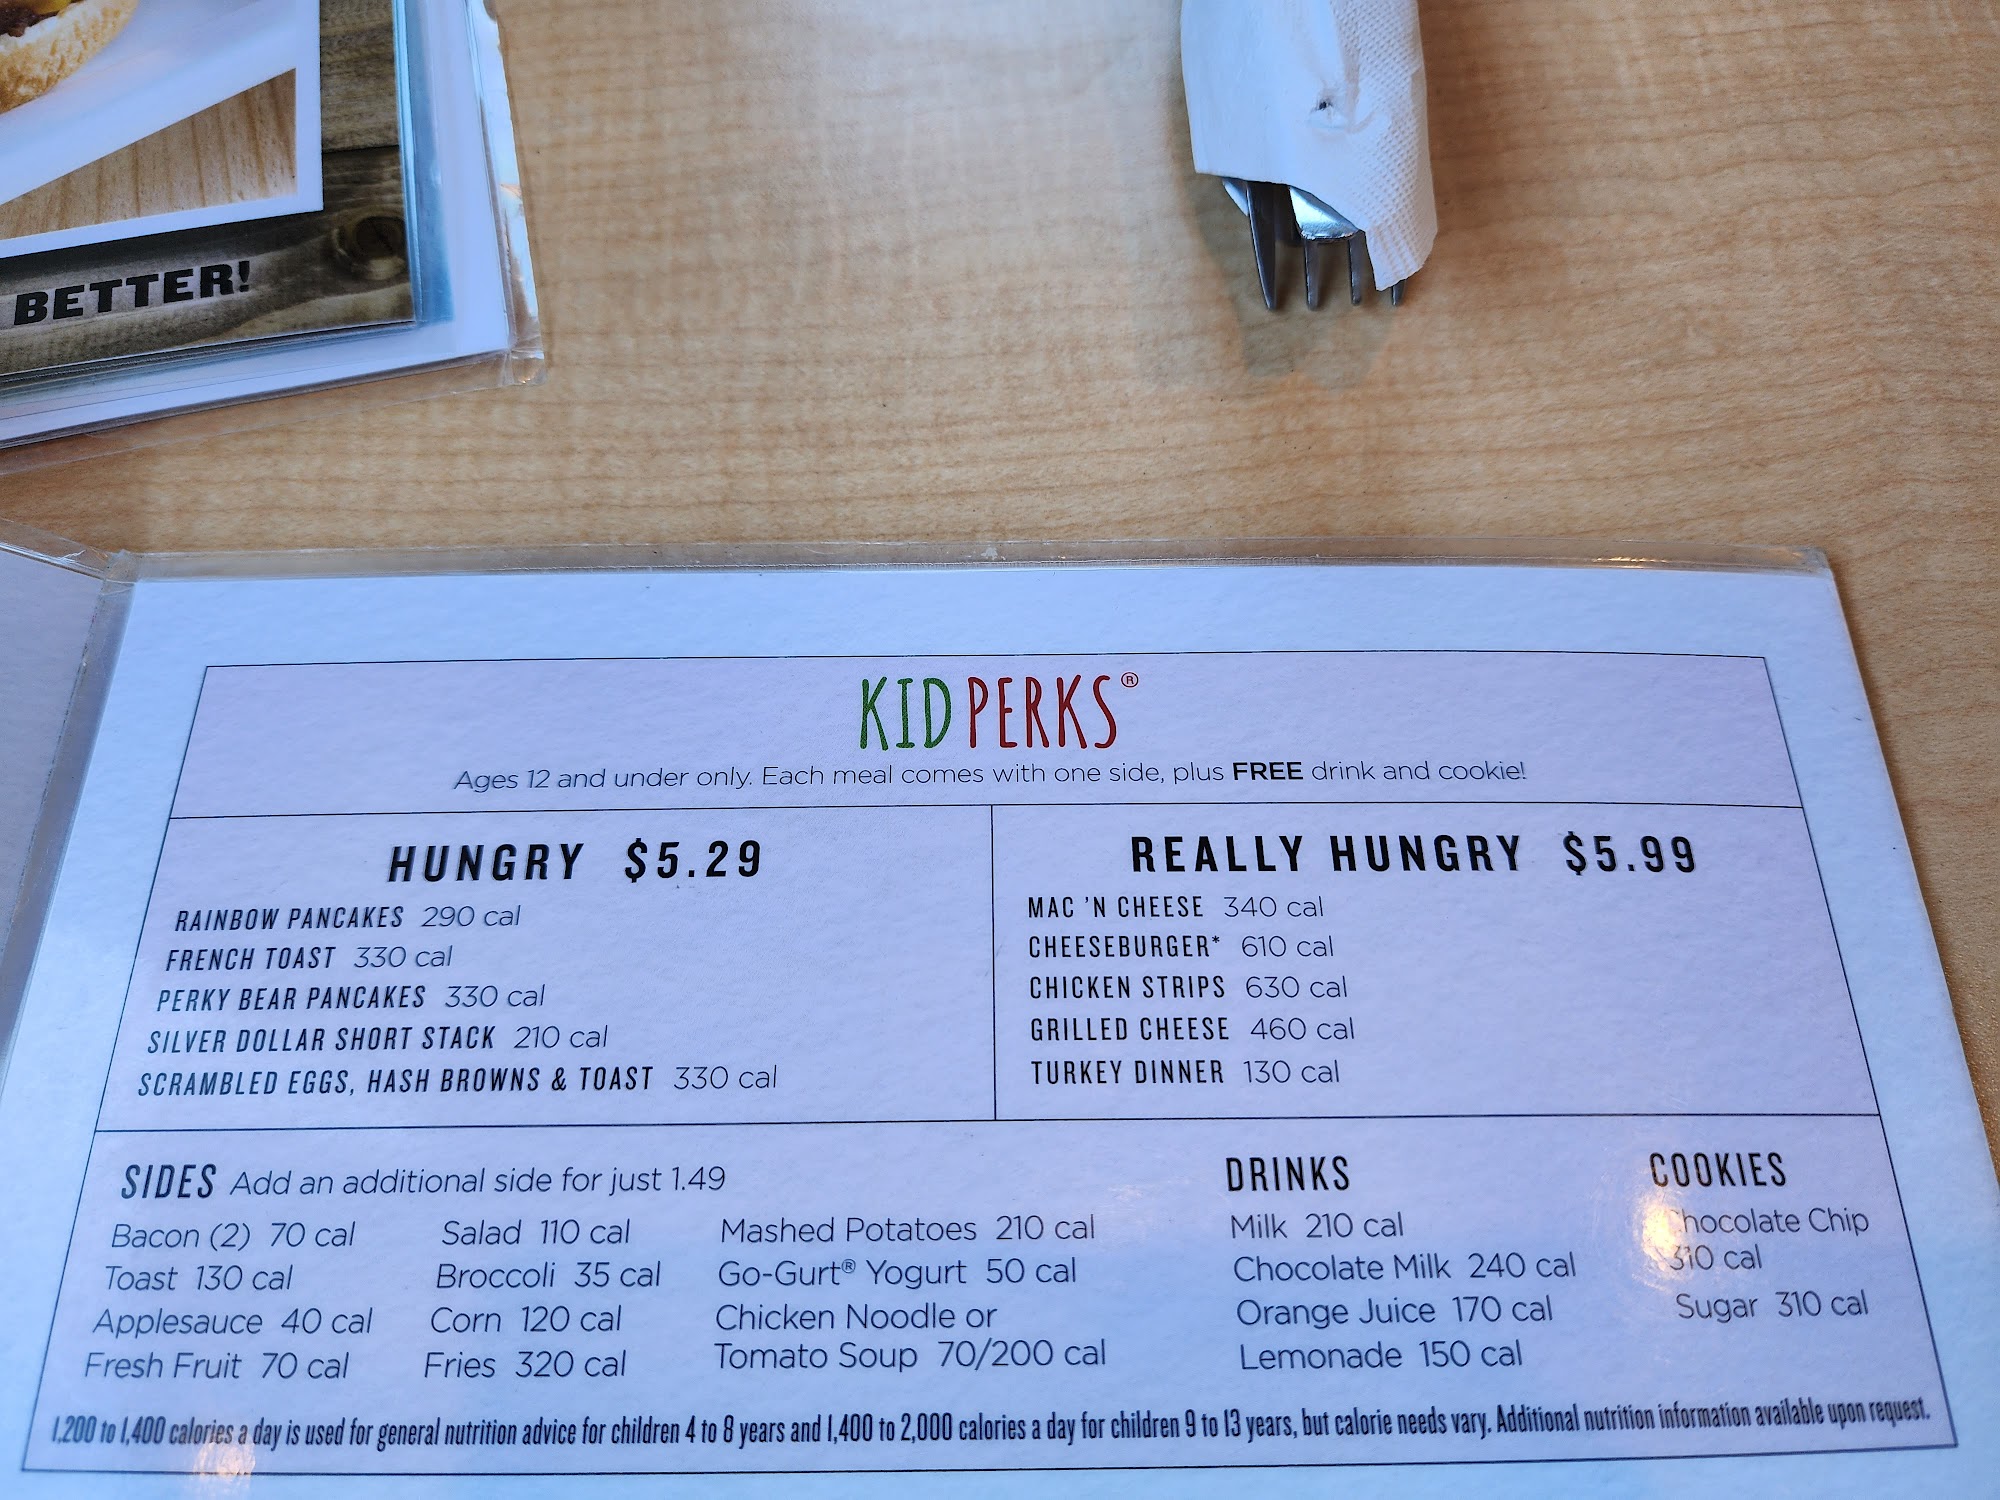 BETTER!
KID PERKS®
Ages 12 and under only. Each meal comes with one side, plus FREE drink and cookie!
HUNGRY $5.29
RAINBOW PANCAKES 290 cal
FRENCH TOAST 330 cal
PERKY BEAR PANCAKES 330 cal
SILVER DOLLAR SHORT STACK 210 cal
SCRAMBLED EGGS, HASH BROWNS & TOAST 330 cal
REALLY HUNGRY $5.99
MAC 'N CHEESE 340 cal
CHEESEBURGER* 610 cal
CHICKEN STRIPS 630 cal
GRILLED CHEESE 460 cal
TURKEY DINNER 130 cal
SIDES Add an additional side for just 1.49
Bacon (2) 70 cal
Toast 130 cal
Applesauce 40 cal
Fresh Fruit 70 cal
Salad 110 cal
Broccoli 35 cal
Corn 120 cal
Fries 320 cal
Mashed Potatoes 210 cal
Go-Gurt® Yogurt 50 cal
Chicken Noodle or
Tomato Soup 70/200 cal
DRINKS
Milk 210 cal
Chocolate Milk 240 cal
Orange Juice 170 cal
Lemonade 150 cal
COOKIES
Chocolate Chip
310 cal
Sugar 310 cal
1,200 to 1,400 calories a day is used for general nutrition advice for children 4 to 8 years and 1,400 to 2,000 calories a day for children 9 to 13 years, but calorie needs vary. Additional nutrition information available upon request.